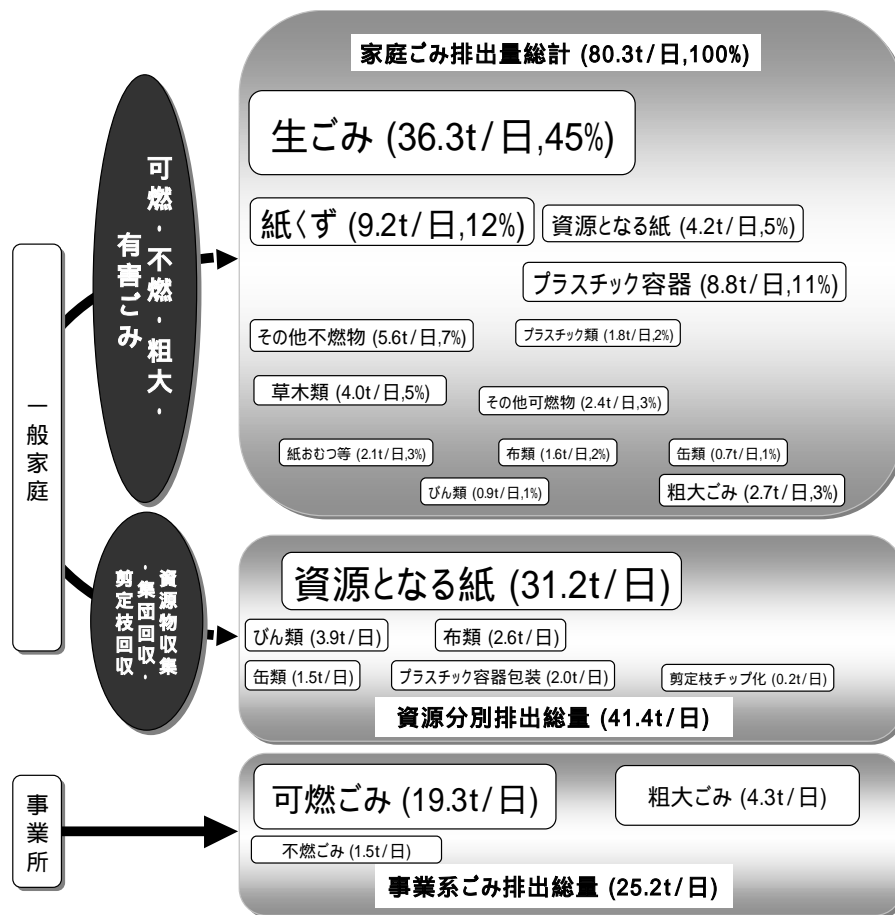 家庭ごみ排出量総計 (80.3t/日,100%)
生ごみ (36.3t/日,45%)
紙くず (9.2t/日,12%)
資源となる紙 (4.2t/日,5%)
プラスチック容器 (8.8t/日,11%)
その他不燃物 (5.6t/日,7%)
プラスチック類 (1.8t/日,2%)
草木類 (4.0t/日,5%)
その他可燃物 (2.4t/日,3%)
紙おむつ等 (2.1t/日,3%)
布類 (1.6t/日,2%)
缶類 (0.7t/日,1%)
びん類 (0.9t/日,1%)
粗大ごみ (2.7t/日,3%)
可燃・不燃・粗大・
有害ごみ
一般家庭
資源物収集
・集団回収・
剪定枝回収
資源となる紙 (31.2t/日)
びん類 (3.9t/日)
布類 (2.6t/日)
缶類 (1.5t/日)
プラスチック容器包装 (2.0t/日)
剪定枝チップ化 (0.2t/日)
資源分別排出総量 (41.4t/日)
事業所
可燃ごみ (19.3t/日)
粗大ごみ (4.3t/日)
不燃ごみ (1.5t/日)
事業系ごみ排出総量 (25.2t/日)